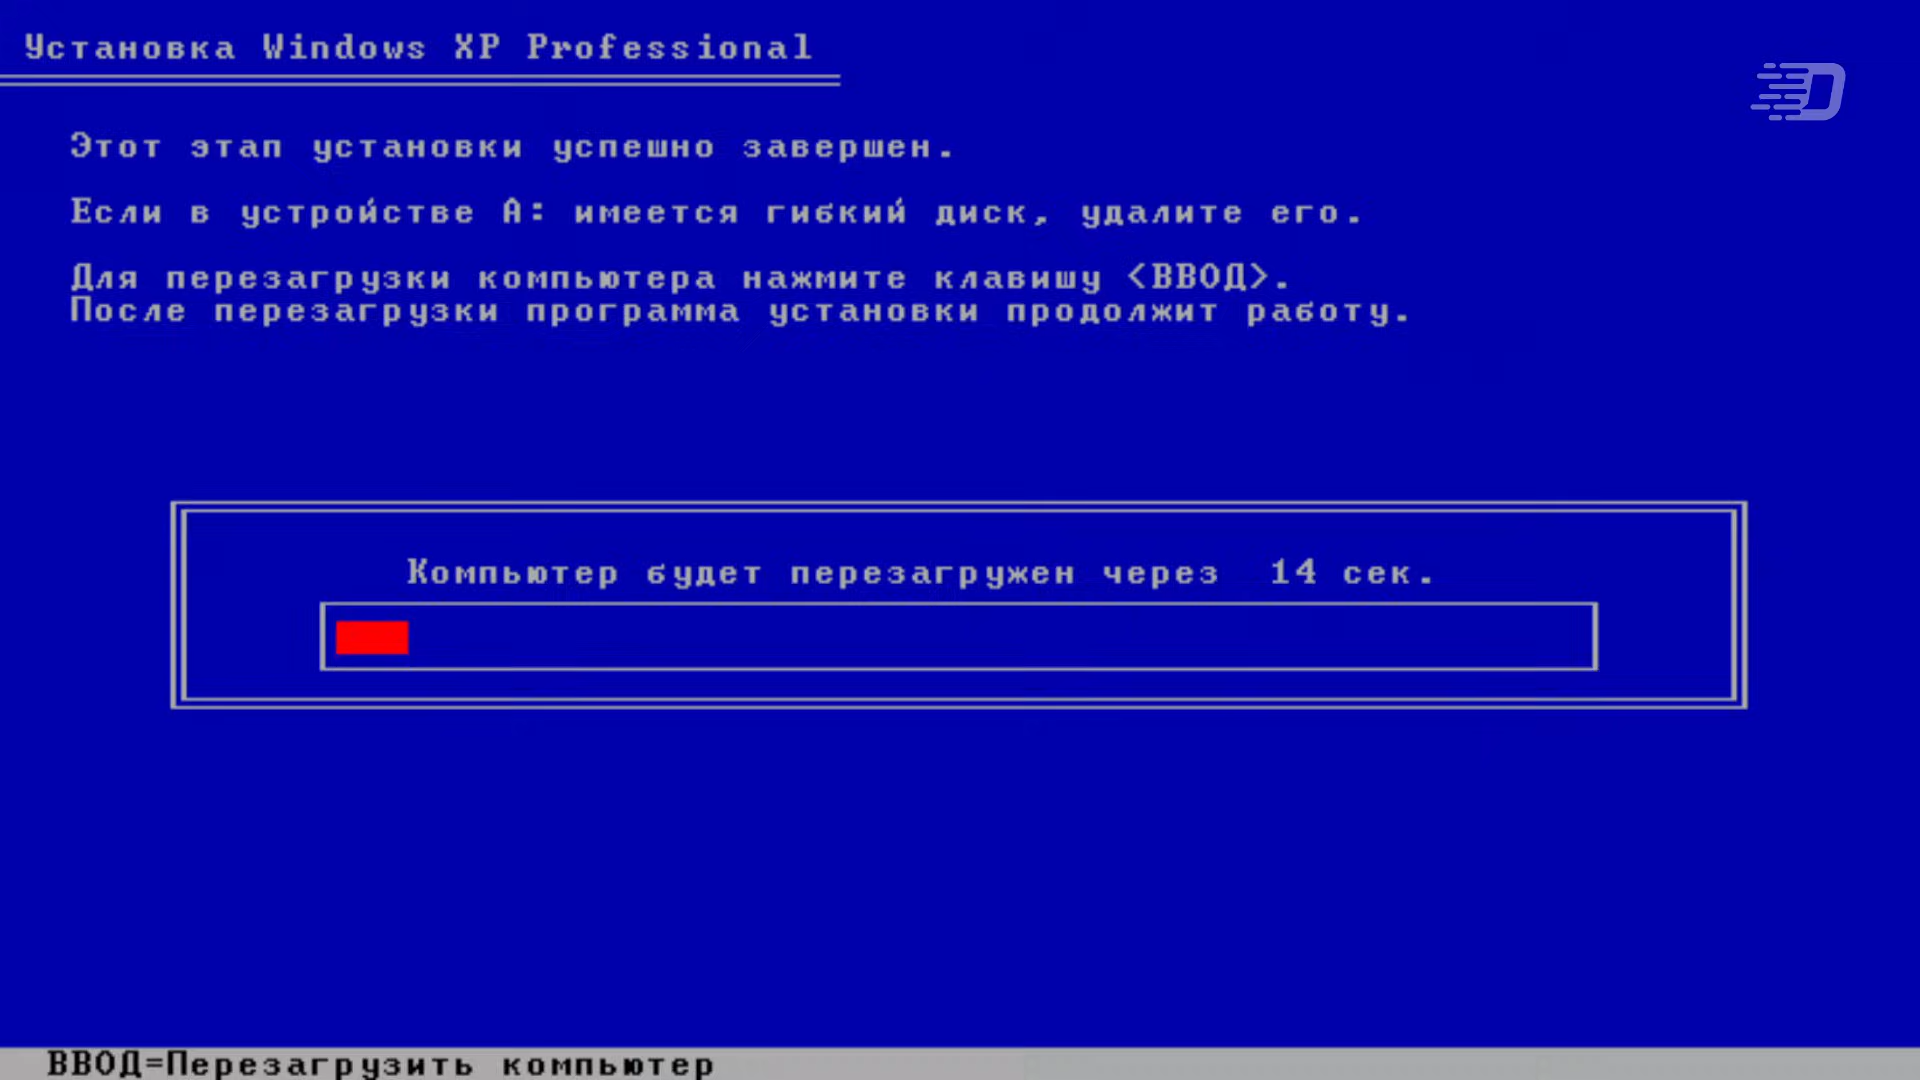 Установка Windows XP Professional
Этот этап установки успешно завершен.
Если в устройстве A: имеется гибкий диск, удалите его.
Для перезагрузки компьютера нажмите клавишу <ВВОД>.
После перезагрузки программа установки продолжит работу.
Компьютер будет перезагружен через 14 сек.
ВВОД=Перезагрузить компьютер